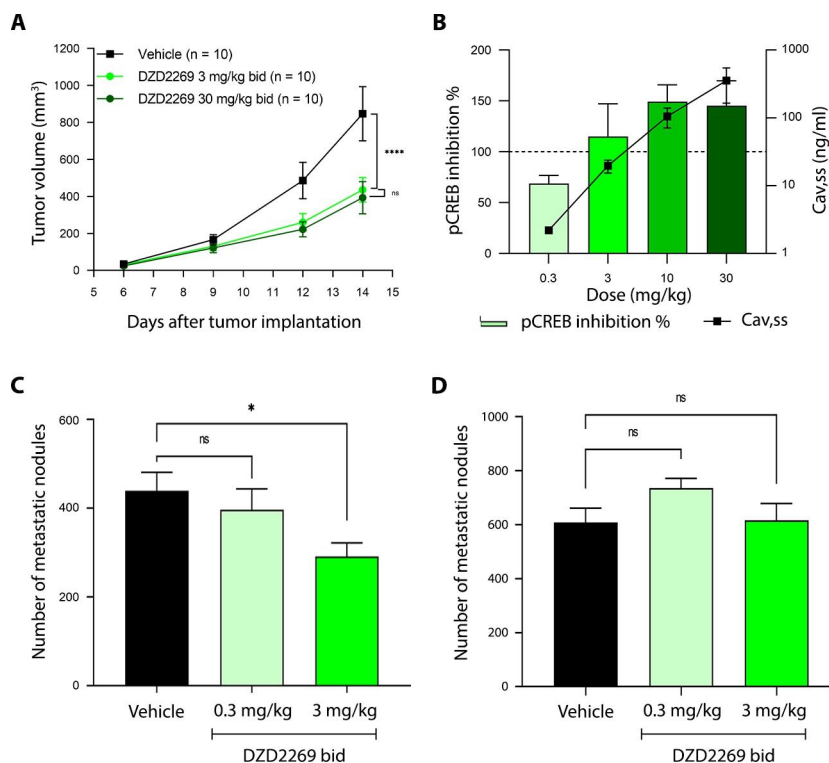 A
Tumor volume (mm³)
1200
1000
800
600
400
200
0
Vehicle (n = 10)
DZD2269 3 mg/kg bid (n = 10)
DZD2269 30 mg/kg bid (n = 10)
****
ns
5 6 7 8 9 10 11 12 13 14 15
Days after tumor implantation
B
pCREB inhibition %
200
150
100
50
0
1000
100
10
1
Cav,ss (ng/ml)
0.3 3 10 30
Dose (mg/kg)
pCREB inhibition % Cav,ss
C
Number of metastatic nodules
600
400
200
0
*
ns
Vehicle 0.3 mg/kg 3 mg/kg
DZD2269 bid
D
Number of metastatic nodules
1000
800
600
400
200
0
ns
ns
Vehicle 0.3 mg/kg 3 mg/kg
DZD2269 bid